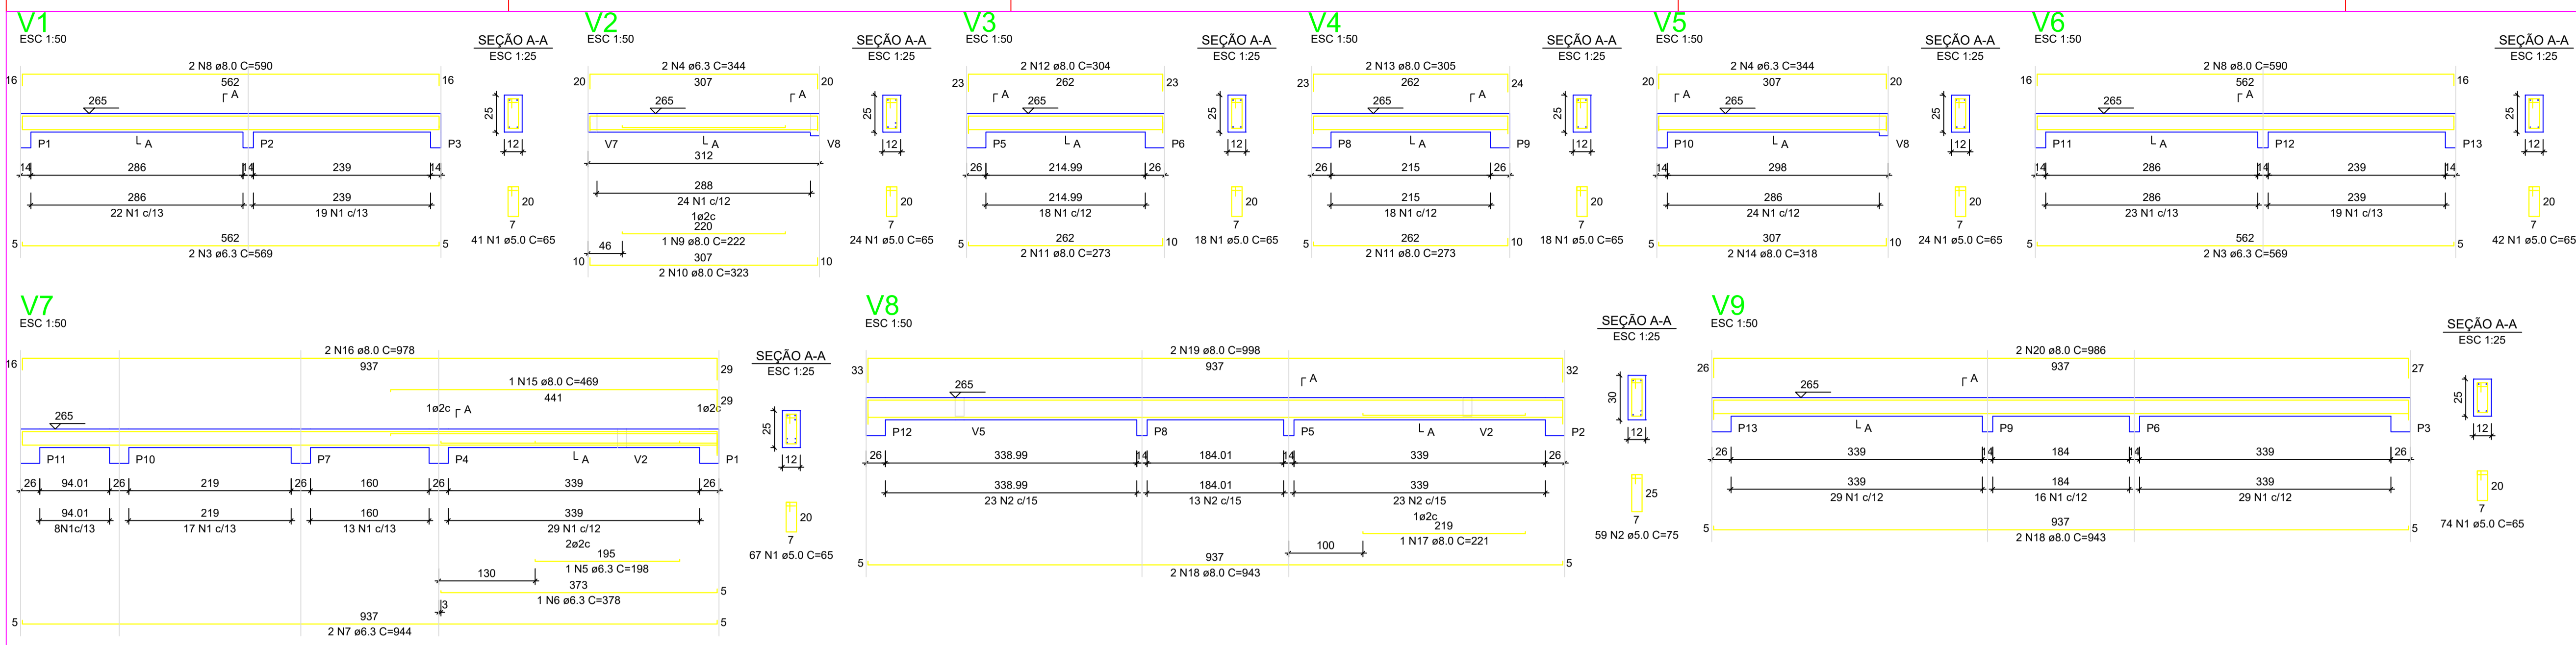 V1
ESC 1:50
SEÇÃO A-A
ESC 1:25
2 N8 ø8.0 C=590
16 562 16
A
265
25
P1 A P2 P3
12
14 286 14 239 14
286 239
22 N1 c/13 19 N1 c/13
20
7
41 N1 ø5.0 C=65
5 562 5
2 N3 ø6.3 C=569
V2
ESC 1:50
SEÇÃO A-A
ESC 1:25
2 N4 ø6.3 C=344
20 307 20
A
265
25
V7 A V8
12
312
288
24 N1 c/12
20
7
24 N1 ø5.0 C=65
1ø2c
220
46 1 N9 ø8.0 C=222
10 307 10
2 N10 ø8.0 C=323
V3
ESC 1:50
SEÇÃO A-A
ESC 1:25
2 N12 ø8.0 C=304
23 262 23
A
265
25
P5 A P6
12
26 214.99 26
214.99
18 N1 c/12
20
7
18 N1 ø5.0 C=65
5 262 10
2 N11 ø8.0 C=273
V4
ESC 1:50
SEÇÃO A-A
ESC 1:25
2 N13 ø8.0 C=305
23 262 24
A
265
25
P8 A P9
12
26 215 26
215
18 N1 c/12
20
7
18 N1 ø5.0 C=65
5 262 10
2 N11 ø8.0 C=273
V5
ESC 1:50
SEÇÃO A-A
ESC 1:25
2 N4 ø6.3 C=344
20 307 20
A
265
25
P10 A V8
12
14 298
286
24 N1 c/12
20
7
24 N1 ø5.0 C=65
5 307 10
2 N14 ø8.0 C=318
V6
ESC 1:50
SEÇÃO A-A
ESC 1:25
2 N8 ø8.0 C=590
16 562 16
A
265
25
P11 A P12 P13
12
14 286 14 239 14
286 239
23 N1 c/13 19 N1 c/13
20
7
42 N1 ø5.0 C=65
5 562 5
2 N3 ø6.3 C=569
V7
ESC 1:50
SEÇÃO A-A
ESC 1:25
2 N16 ø8.0 C=978
16 937 29
1 N15 ø8.0 C=469
441 29
1ø2c A 1ø2c
265
25
P11 P10 P7 P4 A V2 P1
12
26 94.01 26 219 26 160 26 339 26
94.01 219 160 339
8N1c/13 17 N1 c/13 13 N1 c/13 29 N1 c/12
20
7
67 N1 ø5.0 C=65
2ø2c
195
130 1 N5 ø6.3 C=198
373 5
3 1 N6 ø6.3 C=378
5 937 5
2 N7 ø6.3 C=944
V8
ESC 1:50
SEÇÃO A-A
ESC 1:25
2 N19 ø8.0 C=998
33 937 32
A
265
30
P12 V5 P8 P5 A V2 P2
12
26 338.99 14 184.01 14 339 26
338.99 184.01 339
23 N2 c/15 13 N2 c/15 23 N2 c/15
25
7
59 N2 ø5.0 C=75
1ø2c
219
100 1 N17 ø8.0 C=221
5 937 5
2 N18 ø8.0 C=943
V9
ESC 1:50
SEÇÃO A-A
ESC 1:25
2 N20 ø8.0 C=986
26 937 27
A
265
25
P13 A P9 P6 P3
12
26 339 14 184 14 339 26
339 184 339
29 N1 c/12 16 N1 c/12 29 N1 c/12
20
7
74 N1 ø5.0 C=65
5 937 5
2 N18 ø8.0 C=943